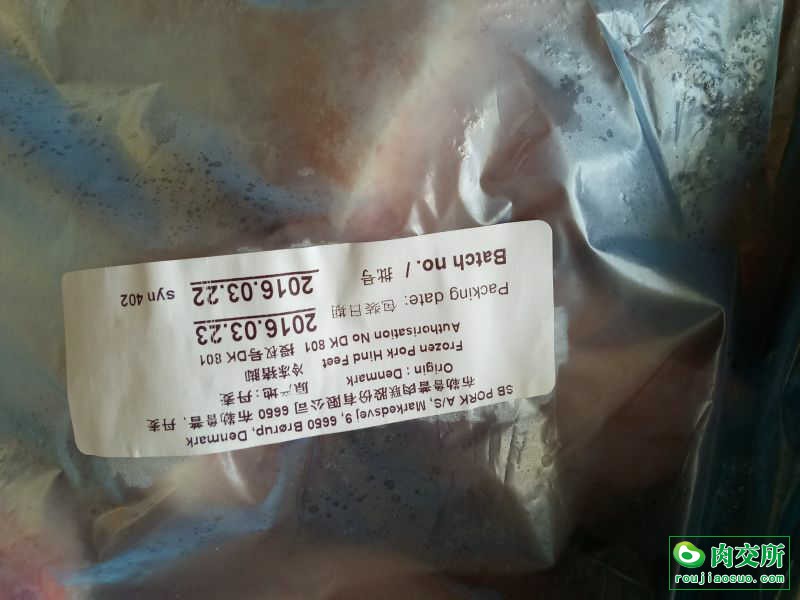 SB PORK A/S, Markedsvej 9, 6650 Brørup, Denmark
布勒鲁普肉联股份有限公司 6650 布勒鲁普、丹麦
Origin : Denmark 原产地:丹麦
Frozen Pork Hind Feet 冷冻猪脚
Authorisation No DK 801 授权号DK 801
Packing date: 包装日期 2016.03.23
Batch no. / 批号 2016.03.22 syn 402
肉交所
roujiaosuo.com